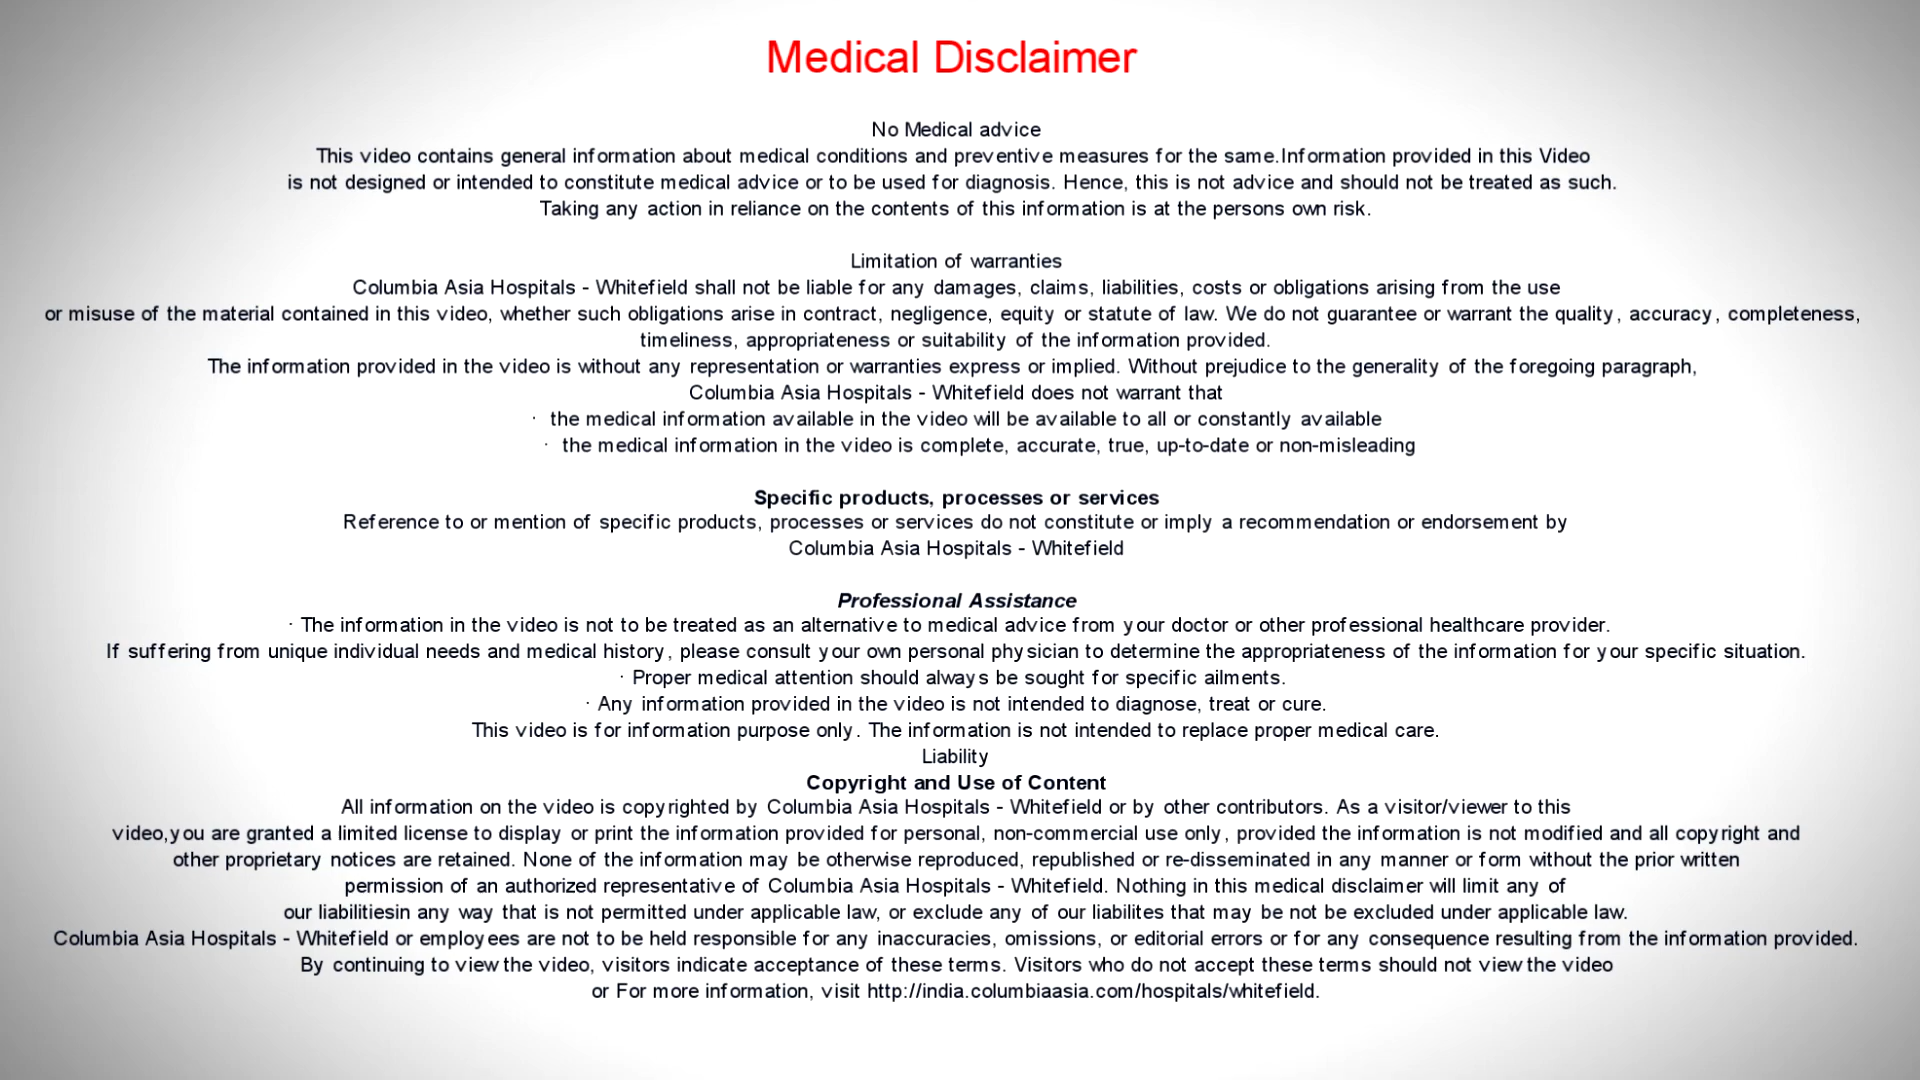 Medical Disclaimer
No Medical advice
This video contains general information about medical conditions and preventive measures for the same.Information provided in this Video
is not designed or intended to constitute medical advice or to be used for diagnosis. Hence, this is not advice and should not be treated as such.
Taking any action in reliance on the contents of this information is at the persons own risk.
Limitation of warranties
Columbia Asia Hospitals - Whitefield shall not be liable for any damages, claims, liabilities, costs or obligations arising from the use
or misuse of the material contained in this video, whether such obligations arise in contract, negligence, equity or statute of law. We do not guarantee or warrant the quality, accuracy, completeness,
timeliness, appropriateness or suitability of the information provided.
The information provided in the video is without any representation or warranties express or implied. Without prejudice to the generality of the foregoing paragraph,
Columbia Asia Hospitals - Whitefield does not warrant that
· the medical information available in the video will be available to all or constantly available
· the medical information in the video is complete, accurate, true, up-to-date or non-misleading
Specific products, processes or services
Reference to or mention of specific products, processes or services do not constitute or imply a recommendation or endorsement by
Columbia Asia Hospitals - Whitefield
Professional Assistance
· The information in the video is not to be treated as an alternative to medical advice from your doctor or other professional healthcare provider.
If suffering from unique individual needs and medical history, please consult your own personal physician to determine the appropriateness of the information for your specific situation.
· Proper medical attention should always be sought for specific ailments.
· Any information provided in the video is not intended to diagnose, treat or cure.
This video is for information purpose only. The information is not intended to replace proper medical care.
Liability
Copyright and Use of Content
All information on the video is copyrighted by Columbia Asia Hospitals - Whitefield or by other contributors. As a visitor/viewer to this
video,you are granted a limited license to display or print the information provided for personal, non-commercial use only, provided the information is not modified and all copyright and
other proprietary notices are retained. None of the information may be otherwise reproduced, republished or re-disseminated in any manner or form without the prior written
permission of an authorized representative of Columbia Asia Hospitals - Whitefield. Nothing in this medical disclaimer will limit any of
our liabilitiesin any way that is not permitted under applicable law, or exclude any of our liabilites that may be not be excluded under applicable law.
Columbia Asia Hospitals - Whitefield or employees are not to be held responsible for any inaccuracies, omissions, or editorial errors or for any consequence resulting from the information provided.
By continuing to view the video, visitors indicate acceptance of these terms. Visitors who do not accept these terms should not view the video
or For more information, visit http://india.columbiaasia.com/hospitals/whitefield.